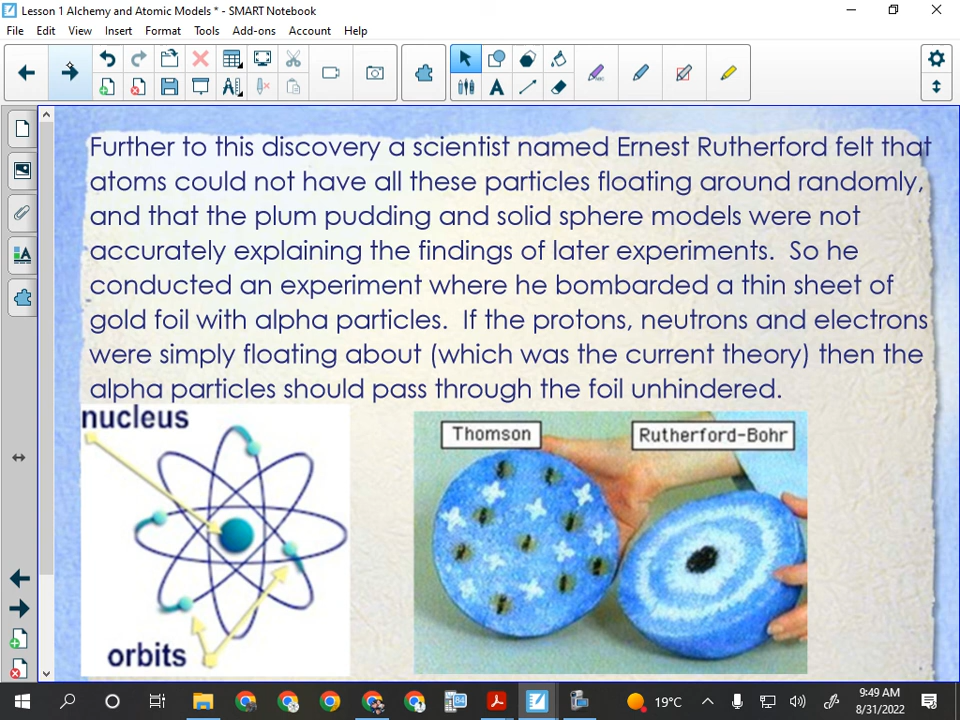 Lesson 1 Alchemy and Atomic Models * - SMART Notebook
File Edit View Insert Format Tools Add-ons Account Help
Further to this discovery a scientist named Ernest Rutherford felt that
atoms could not have all these particles floating around randomly,
and that the plum pudding and solid sphere models were not
accurately explaining the findings of later experiments.  So he
conducted an experiment where he bombarded a thin sheet of
gold foil with alpha particles.  If the protons, neutrons and electrons
were simply floating about (which was the current theory) then the
alpha particles should pass through the foil unhindered.
nucleus
orbits
Thomson
Rutherford-Bohr
19°C
9:49 AM
8/31/2022